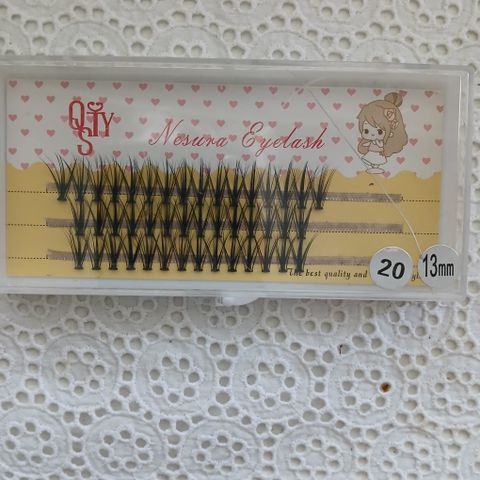 QSTY
S
Nesura Eyelash
The best quality and
20
13mm